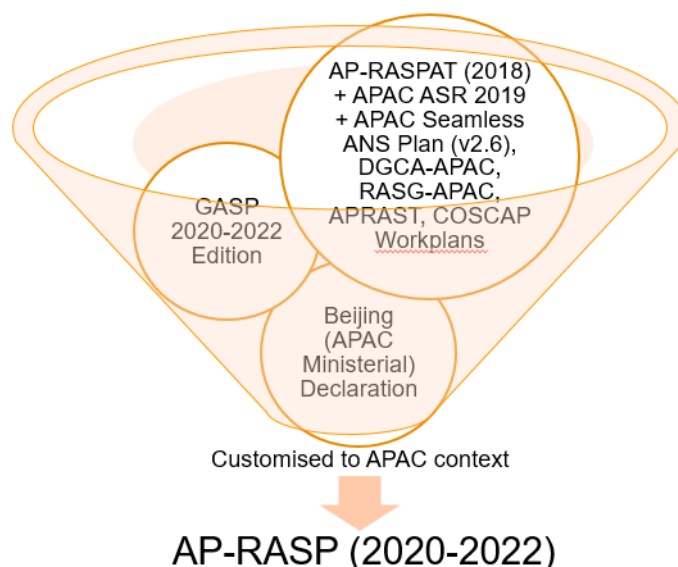 AP-RASPAT (2018)
+ APAC ASR 2019
+ APAC Seamless
ANS Plan (v2.6),
DGCA-APAC,
RASG-APAC,
APRAST, COSCAP
Workplans
GASP
2020-2022
Edition
Beijing
(APAC
Ministerial)
Declaration
Customised to APAC context
AP-RASP (2020-2022)